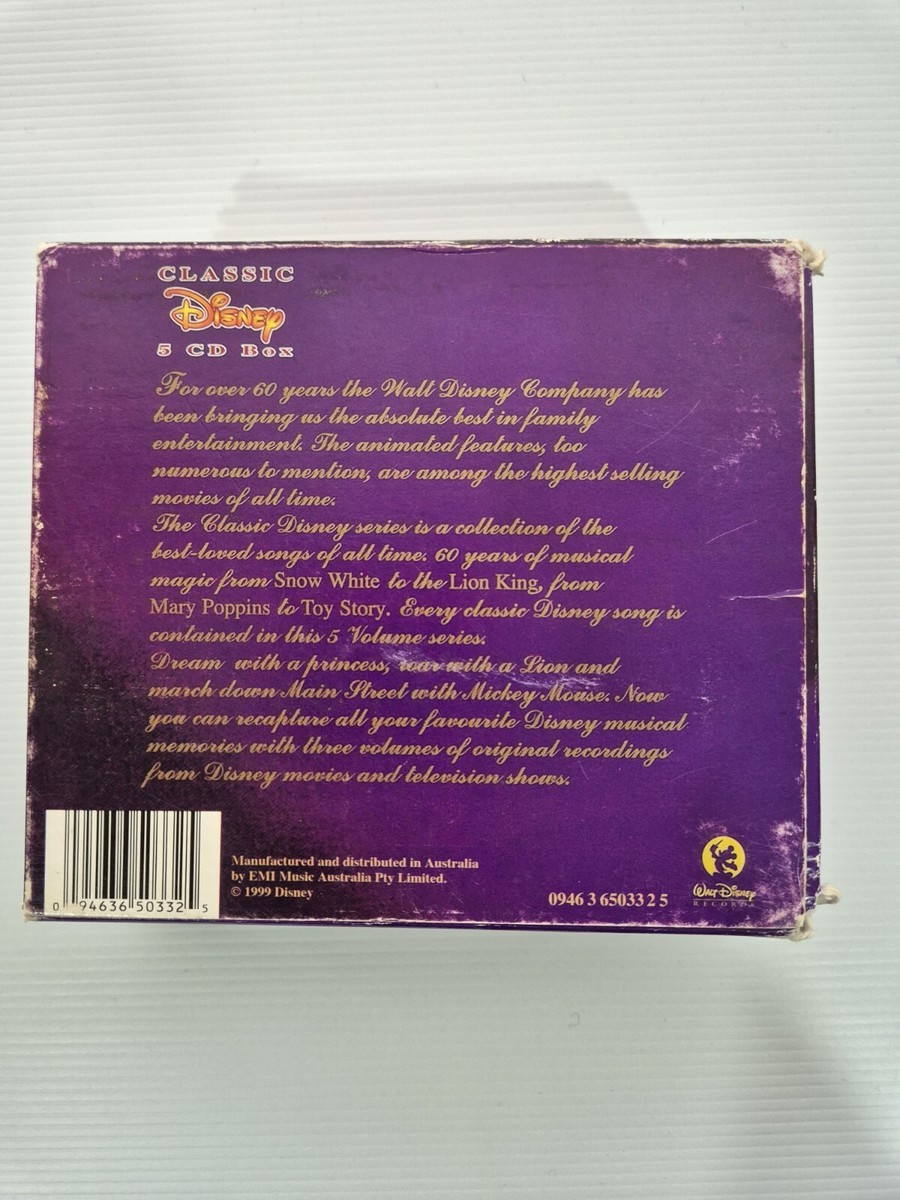 CLASSIC
Disney
5 CD Box
For over 60 years the Walt Disney Company has
been bringing us the absolute best in family
entertainment. The animated features, too
numerous to mention, are among the highest selling
movies of all time.
The Classic Disney series is a collection of the
best-loved songs of all time. 60 years of musical
magic from Snow White to the Lion King, from
Mary Poppins to Toy Story. Every classic Disney song is
contained in this 5 Volume series.
Dream with a princess, roar with a Lion and
march down Main Street with Mickey Mouse. Now
you can recapture all your favourite Disney musical
memories with three volumes of original recordings
from Disney movies and television shows.
Manufactured and distributed in Australia
by EMI Music Australia Pty Limited.
© 1999 Disney
0946 3 65033 2 5
Walt Disney
RECORDS
0 94636 50332 5